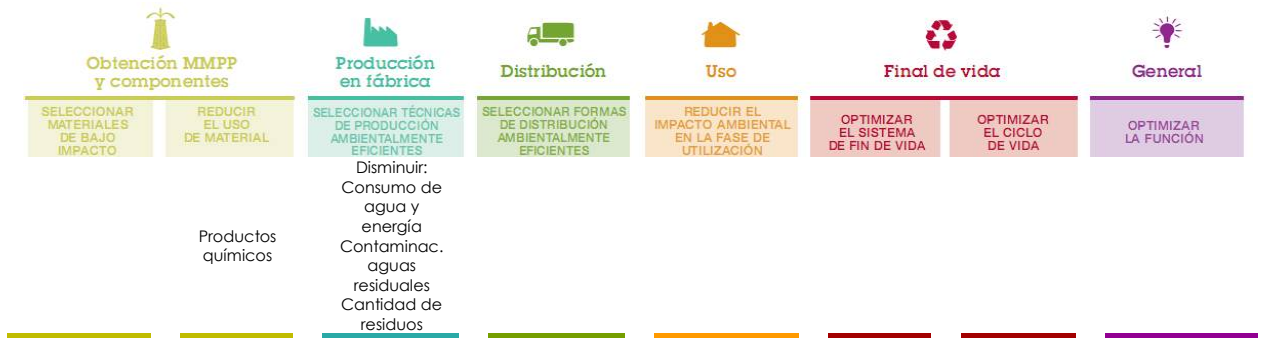 Obtención MMPP
y componentes
Producción
en fábrica
Distribución
Uso
Final de vida
General
SELECCIONAR
MATERIALES
DE BAJO
IMPACTO
REDUCIR
EL USO
DE MATERIAL
SELECCIONAR TÉCNICAS
DE PRODUCCIÓN
AMBIENTALMENTE
EFICIENTES
SELECCIONAR FORMAS
DE DISTRIBUCIÓN
AMBIENTALMENTE
EFICIENTES
REDUCIR EL
IMPACTO AMBIENTAL
EN LA FASE DE
UTILIZACIÓN
OPTIMIZAR
EL SISTEMA
DE FIN DE VIDA
OPTIMIZAR
EL CICLO
DE VIDA
OPTIMIZAR
LA FUNCIÓN
Productos
químicos
Disminuir:
Consumo de
agua y
energía
Contaminac.
aguas
residuales
Cantidad de
residuos